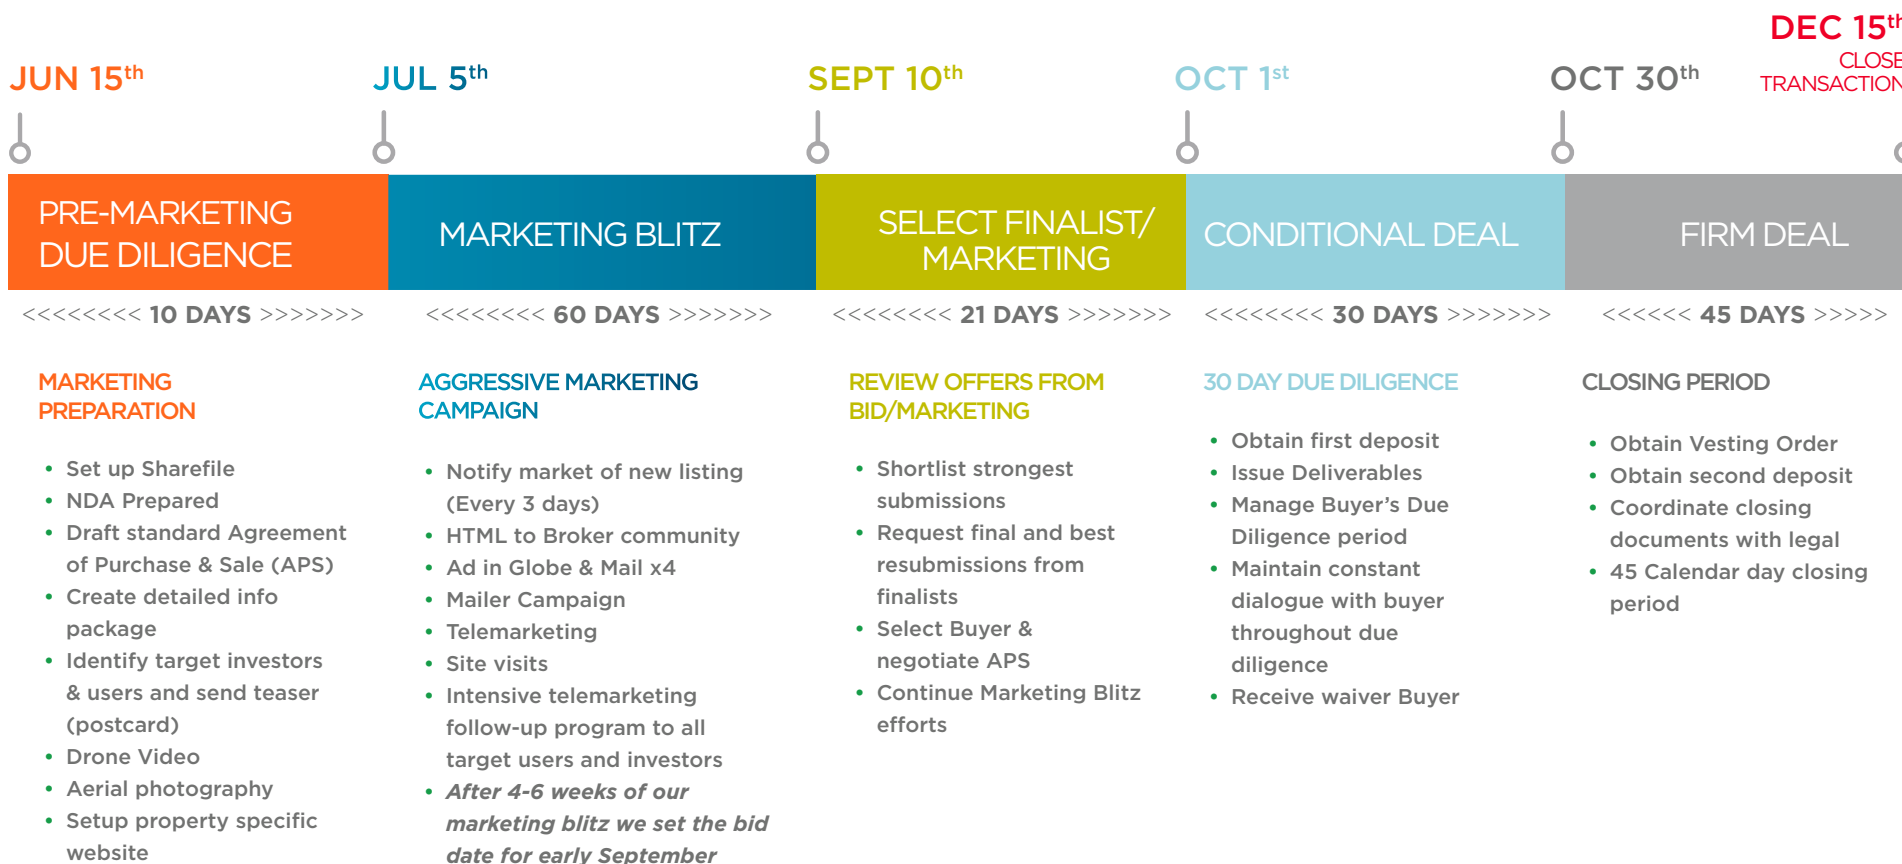 JUN 15th
JUL 5th
SEPT 10th
OCT 1st
OCT 30th
DEC 15th
CLOSE
TRANSACTION
PRE-MARKETING
DUE DILIGENCE
MARKETING BLITZ
SELECT FINALIST/
MARKETING
CONDITIONAL DEAL
FIRM DEAL
<<<<<<<< 10 DAYS >>>>>>>
<<<<<<<< 60 DAYS >>>>>>>
<<<<<<<< 21 DAYS >>>>>>>
<<<<<<<< 30 DAYS >>>>>>>
<<<<<< 45 DAYS >>>>>
MARKETING
PREPARATION
• Set up Sharefile
• NDA Prepared
• Draft standard Agreement
of Purchase & Sale (APS)
• Create detailed info
package
• Identify target investors
& users and send teaser
(postcard)
• Drone Video
• Aerial photography
• Setup property specific
website
AGGRESSIVE MARKETING
CAMPAIGN
• Notify market of new listing
(Every 3 days)
• HTML to Broker community
• Ad in Globe & Mail x4
• Mailer Campaign
• Telemarketing
• Site visits
• Intensive telemarketing
follow-up program to all
target users and investors
• After 4-6 weeks of our
marketing blitz we set the bid
date for early September
REVIEW OFFERS FROM
BID/MARKETING
• Shortlist strongest
submissions
• Request final and best
resubmissions from
finalists
• Select Buyer &
negotiate APS
• Continue Marketing Blitz
efforts
30 DAY DUE DILIGENCE
• Obtain first deposit
• Issue Deliverables
• Manage Buyer’s Due
Diligence period
• Maintain constant
dialogue with buyer
throughout due
diligence
• Receive waiver Buyer
CLOSING PERIOD
• Obtain Vesting Order
• Obtain second deposit
• Coordinate closing
documents with legal
• 45 Calendar day closing
period